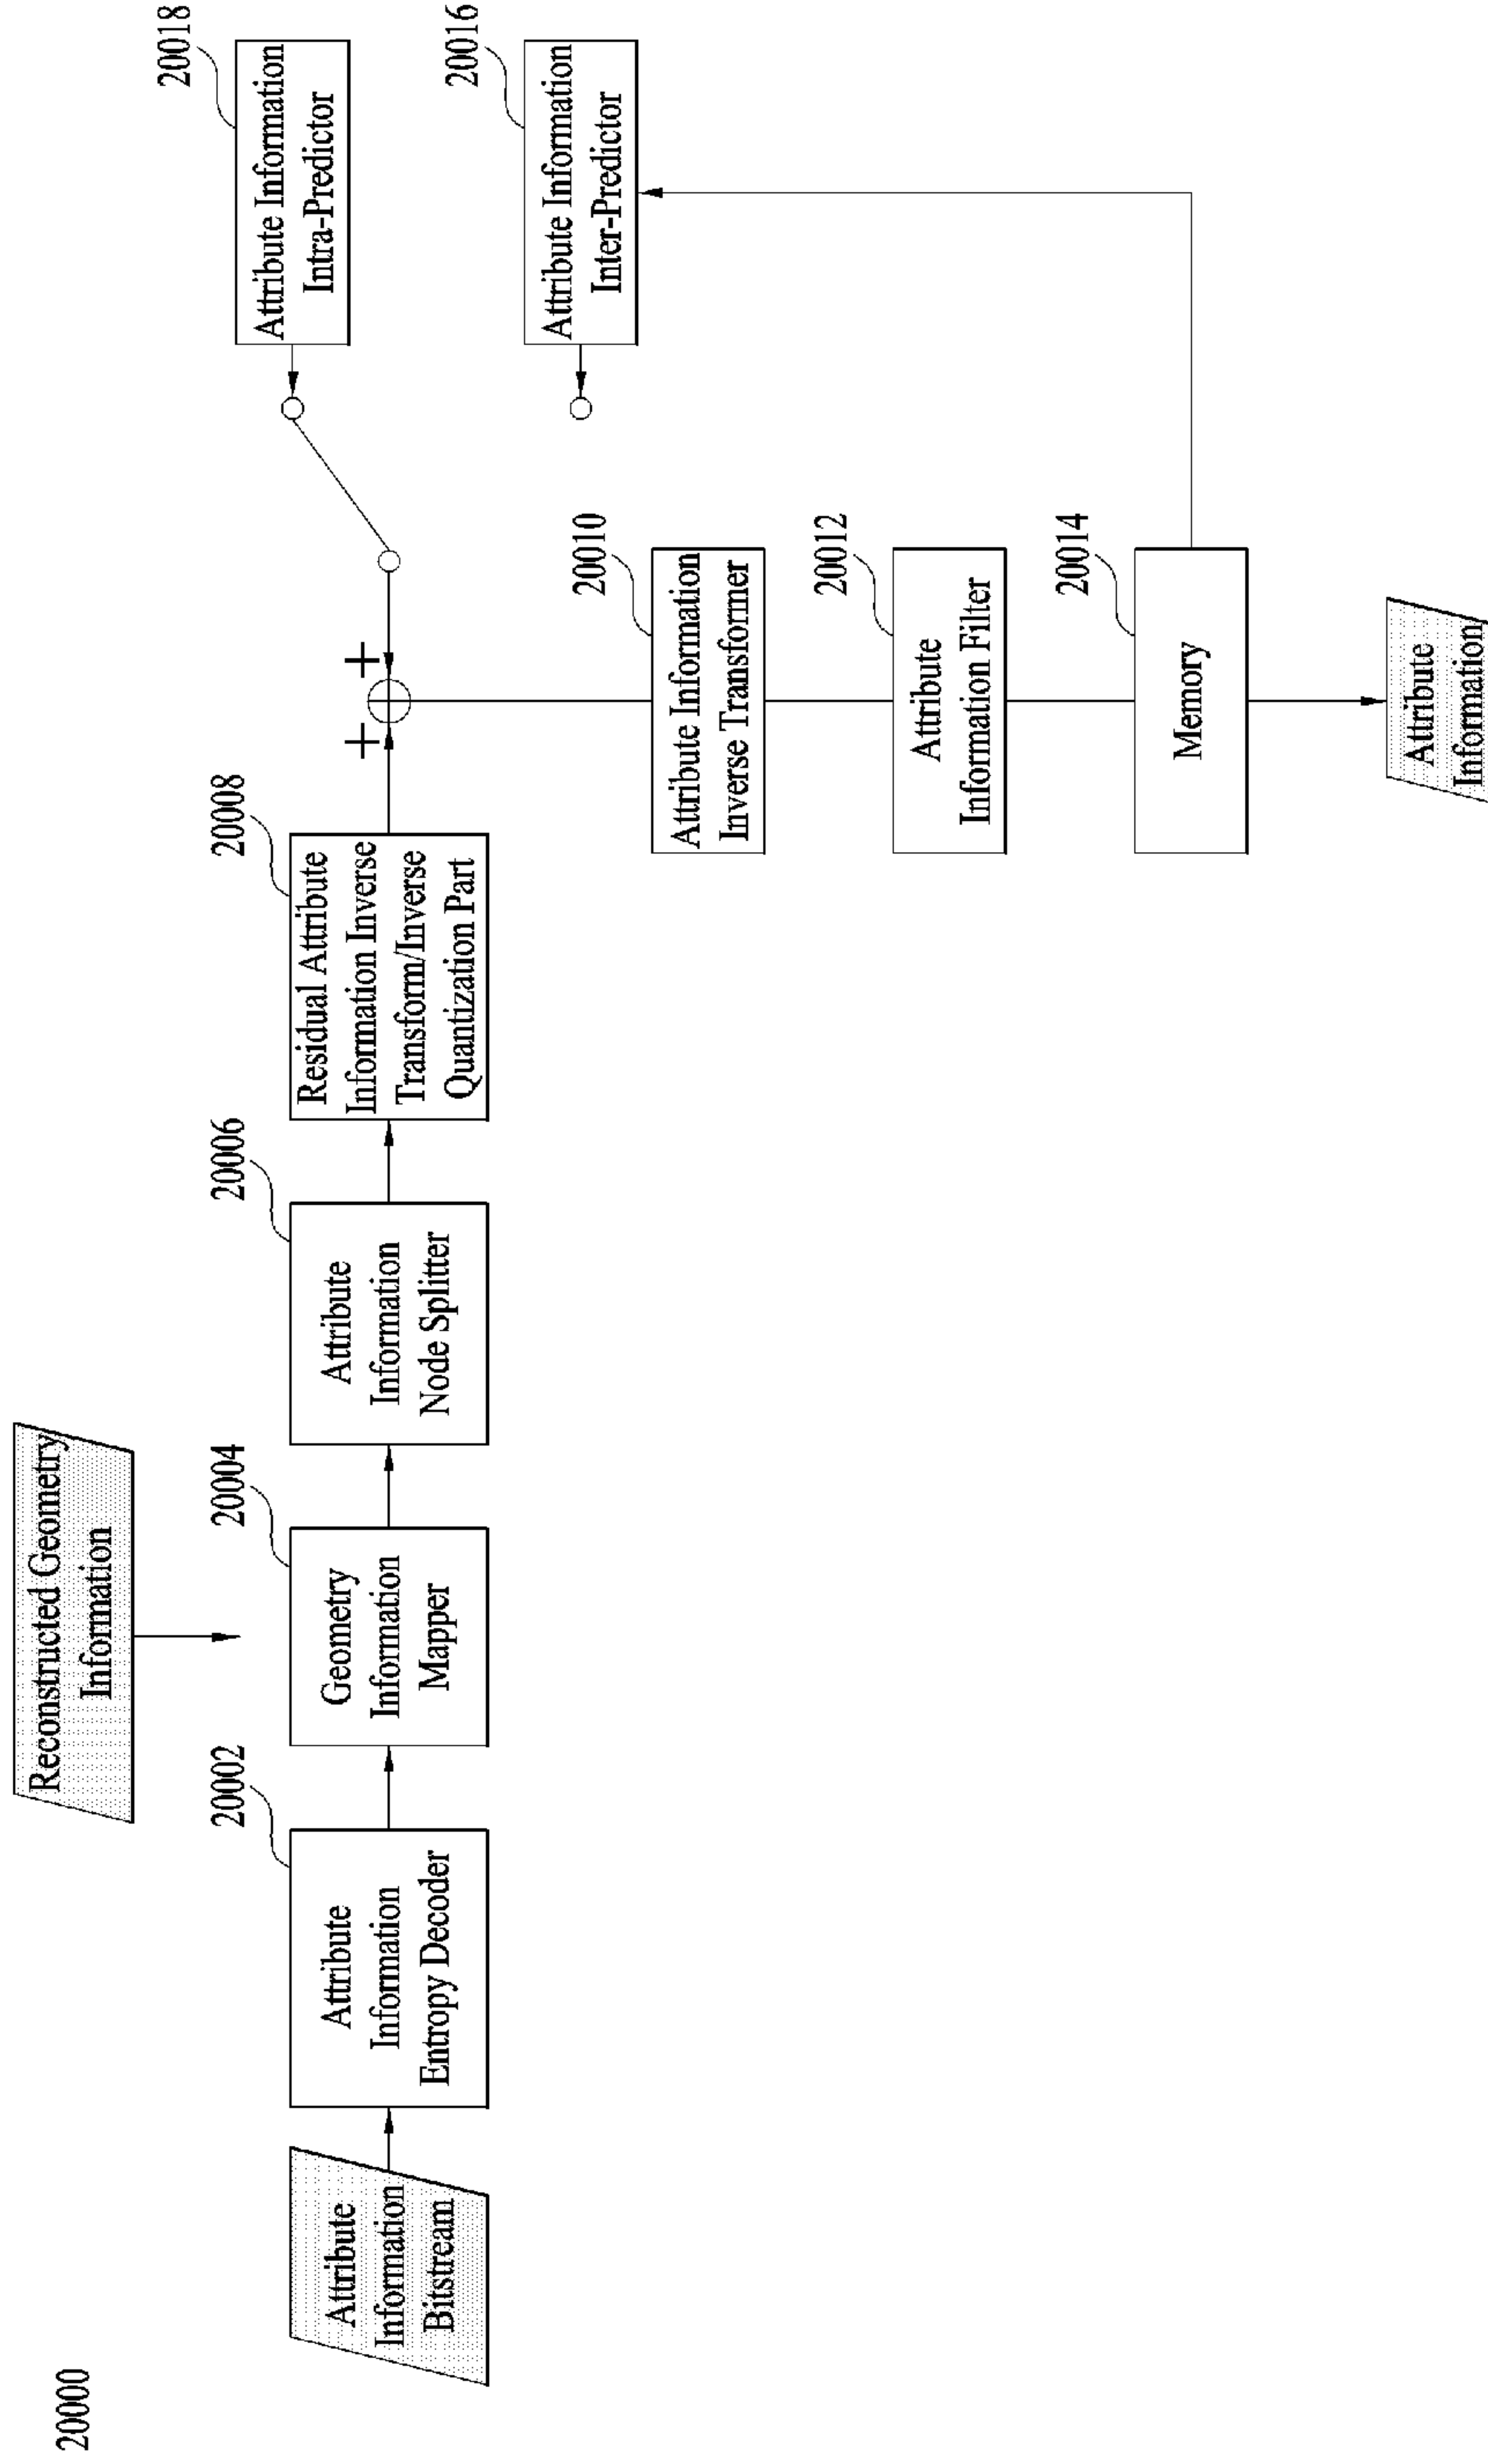 20000
Reconstructed Geometry
Information
Attribute
Information
Bitstream
20002
Attribute
Information
Entropy Decoder
20004
Geometry
Information
Mapper
20006
Attribute
Information
Node Splitter
20008
Residual Attribute
Information Inverse
Transform/Inverse
Quantization Part
+
+
20018
Attribute Information
Intra-Predictor
20016
Attribute Information
Inter-Predictor
20010
Attribute Information
Inverse Transformer
20012
Attribute
Information Filter
20014
Memory
Attribute
Information